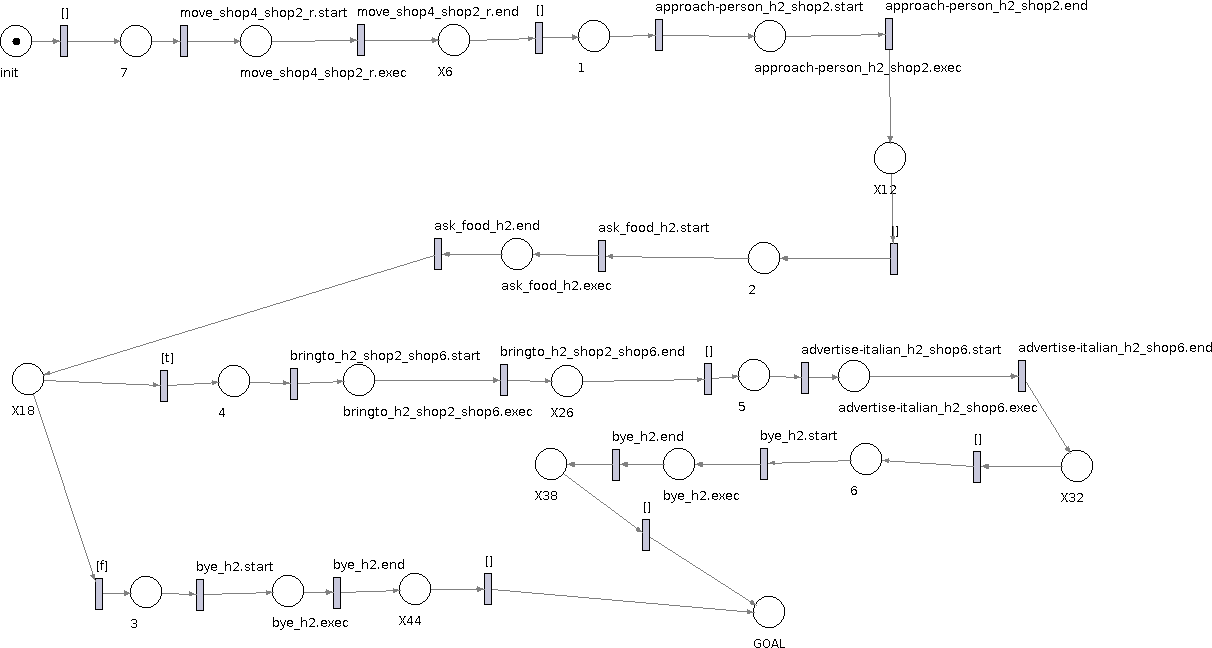 []
move_shop4_shop2_r.start
move_shop4_shop2_r.end
[]
approach-person_h2_shop2.start
approach-person_h2_shop2.end
init
7
move_shop4_shop2_r.exec
X6
1
approach-person_h2_shop2.exec
X12
[]
ask_food_h2.end
ask_food_h2.start
ask_food_h2.exec
2
[t]
bringto_h2_shop2_shop6.start
bringto_h2_shop2_shop6.end
[]
advertise-italian_h2_shop6.start
advertise-italian_h2_shop6.end
X18
4
bringto_h2_shop2_shop6.exec
X26
5
advertise-italian_h2_shop6.exec
bye_h2.end
bye_h2.start
[]
X38
bye_h2.exec
6
X32
[]
[f]
bye_h2.start
bye_h2.end
[]
3
bye_h2.exec
X44
GOAL